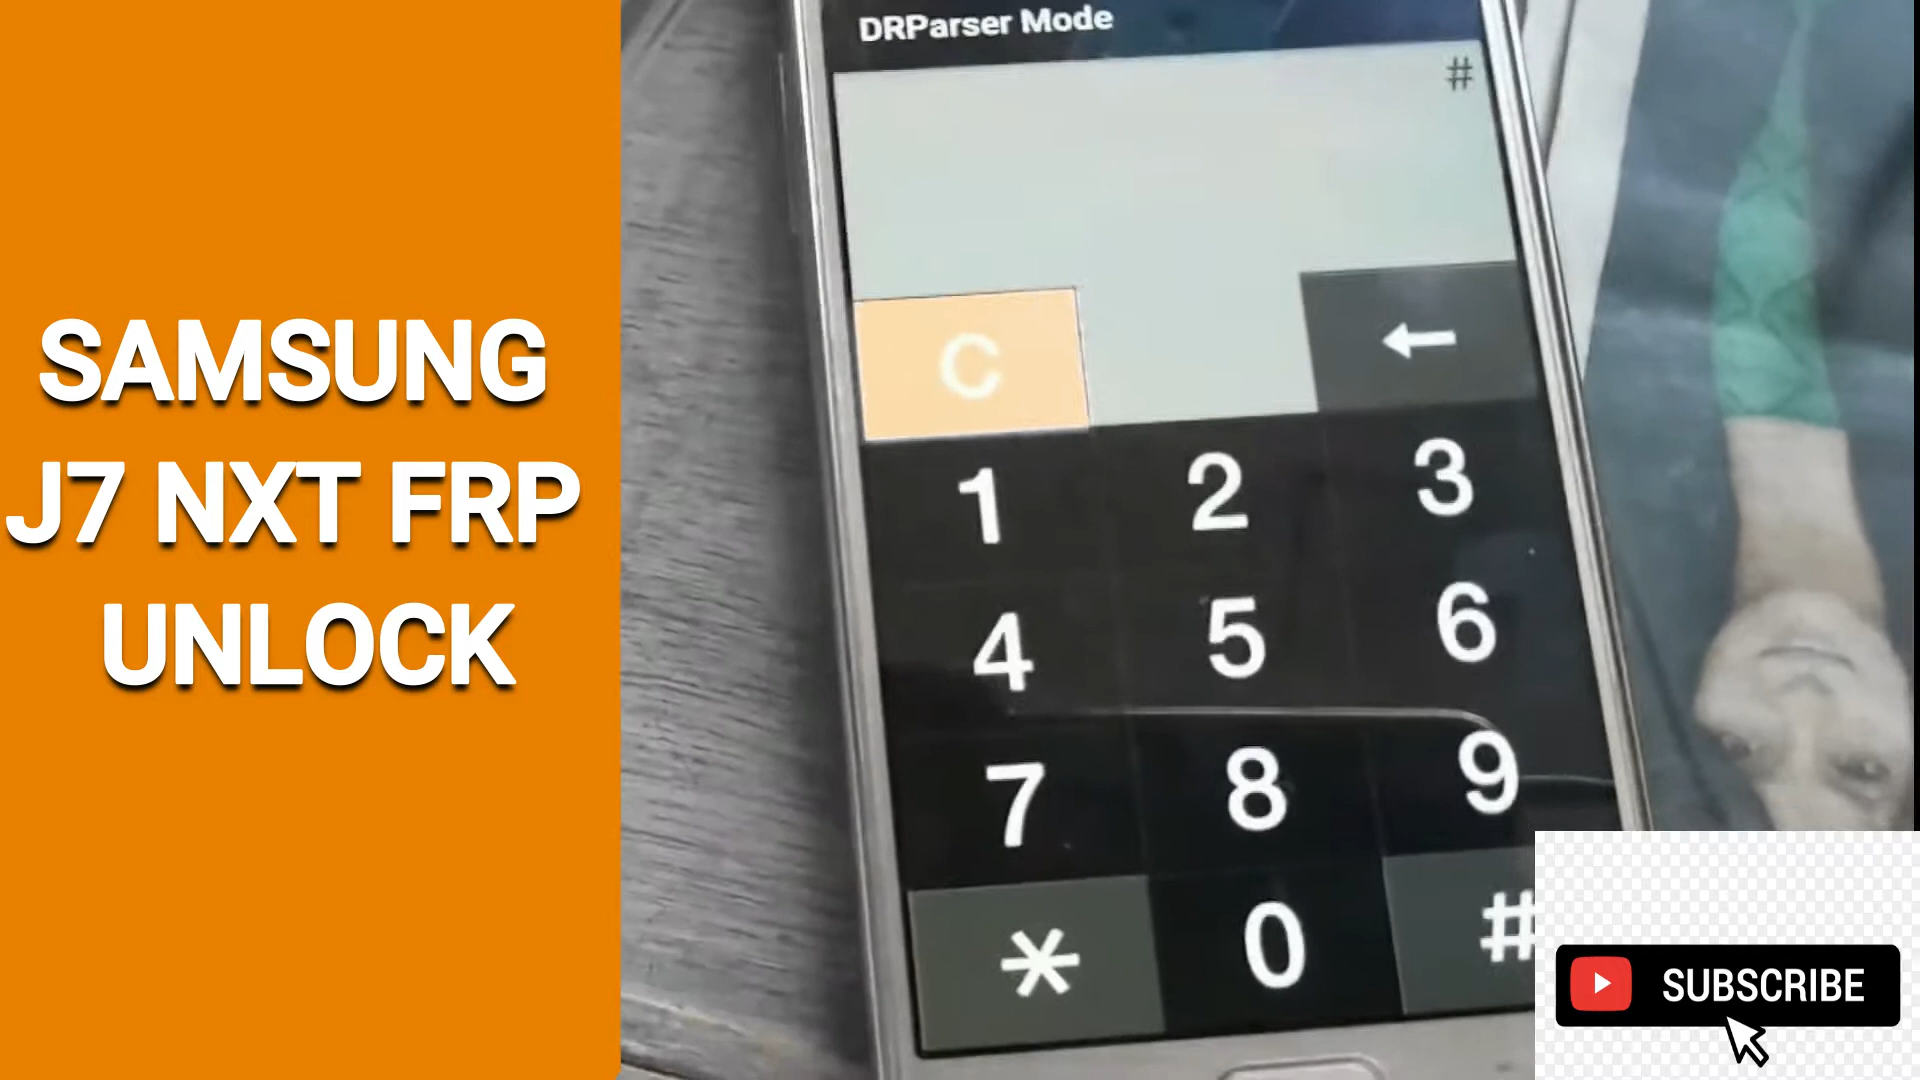 SAMSUNG
J7 NXT FRP
UNLOCK
DRParser Mode
#
C
←
1 2 3
4 5 6
7 8 9
* 0 #
SUBSCRIBE